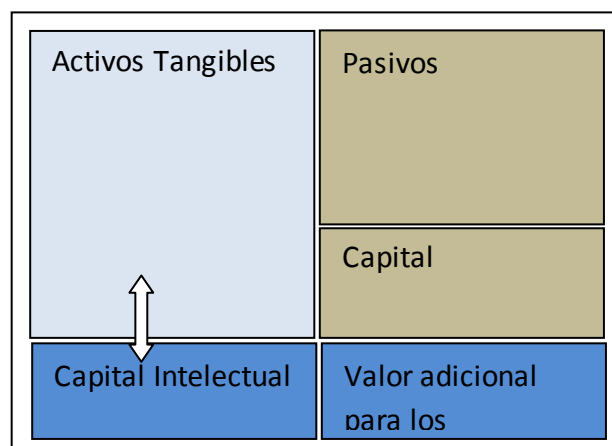 Activos Tangibles
Pasivos
Capital
Capital Intelectual
Valor adicional
para los